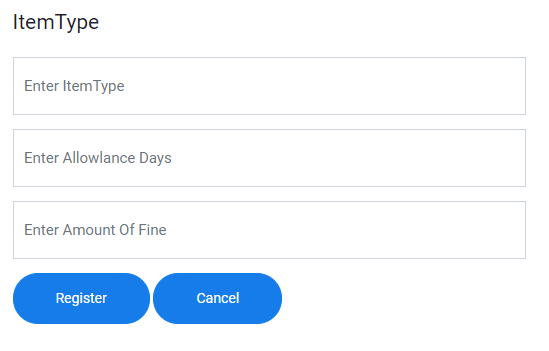 ItemType
Enter ItemType
Enter Allowlance Days
Enter Amount Of Fine
Register Cancel